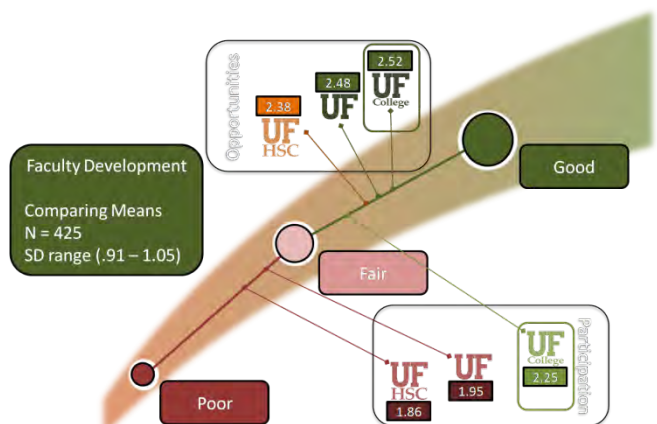 Opportunities
2.38
UF
HSC
2.48
UF
2.52
UF
College
Faculty Development
Comparing Means
N = 425
SD range (.91 – 1.05)
Good
Fair
Poor
UF
HSC
1.86
UF
1.95
UF
College
2.25
Participation